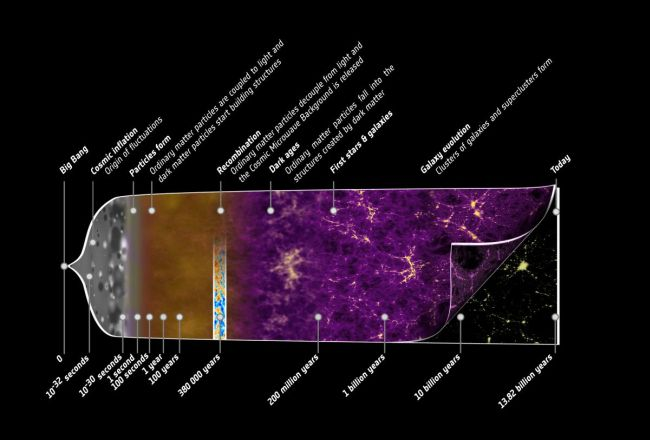 Big Bang
Cosmic inflation
Origin of fluctuations
Particles form
Ordinary matter particles are coupled to light and
dark matter particles start building structures
Recombination
Ordinary matter particles decouple from light and
the Cosmic Microwave Background is released
Dark ages
Ordinary matter particles fall into the
structures created by dark matter
First stars & galaxies
Galaxy evolution
Clusters of galaxies and superclusters form
Today
0
10⁻³² seconds
10⁻³⁰ seconds
1 second
100 seconds
1 year
100 years
380 000 years
200 million years
1 billion years
10 billion years
13.82 billion years